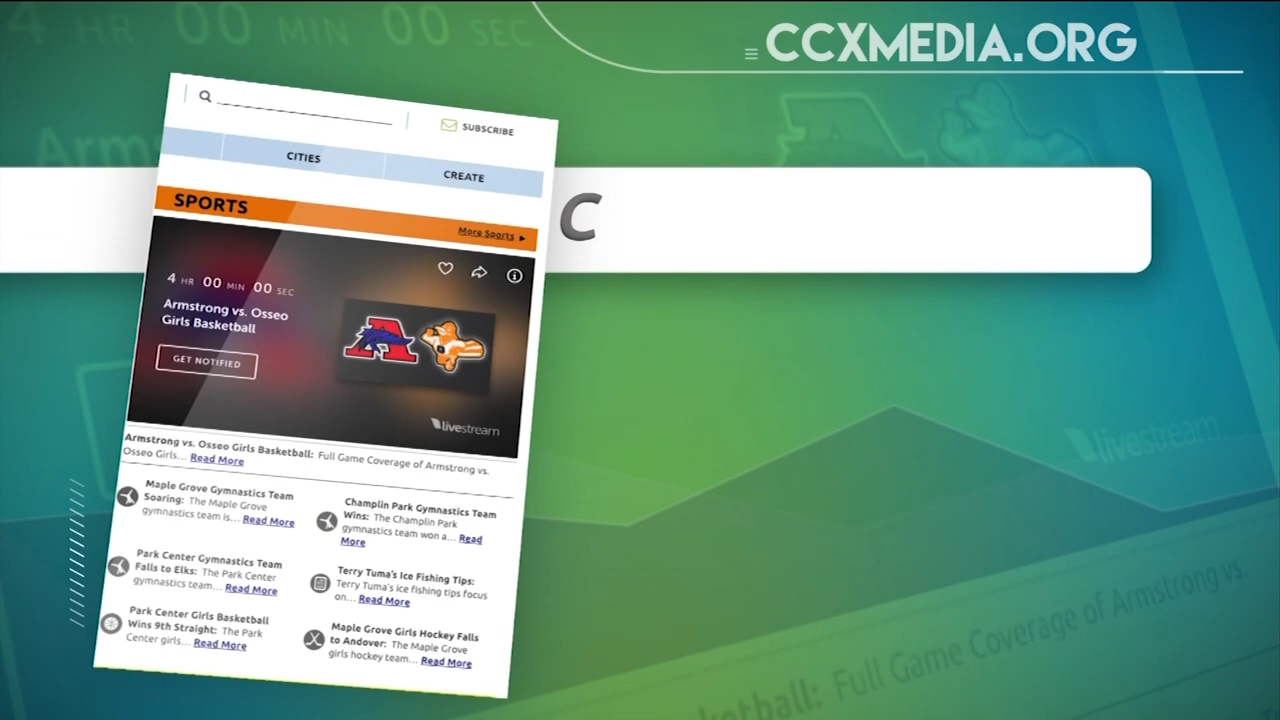 4 HR 00 MIN 00 SEC
CCXMEDIA.ORG
SUBSCRIBE
CITIES
CREATE
C
SPORTS
More Sports ▶
4 HR 00 MIN 00 SEC
Armstrong vs. Osseo
Girls Basketball
GET NOTIFIED
livestream
Armstrong vs. Osseo Girls Basketball: Full Game Coverage of Armstrong vs.
Osseo Girls... Read More
Maple Grove Gymnastics Team
Soaring: The Maple Grove
gymnastics team is... Read More
Champlin Park Gymnastics Team
Wins: The Champlin Park
gymnastics team won a... Read
More
Park Center Gymnastics Team
Falls to Elks: The Park Center
gymnastics team... Read More
Terry Tuma's Ice Fishing Tips:
Terry Tuma's ice fishing tips focus
on... Read More
Park Center Girls Basketball
Wins 9th Straight: The Park
Center girls... Read More
Maple Grove Girls Hockey Falls
to Andover: The Maple Grove
girls hockey team... Read More
Arm
livestream
ketball: Full Game Coverage of Armstrong vs.